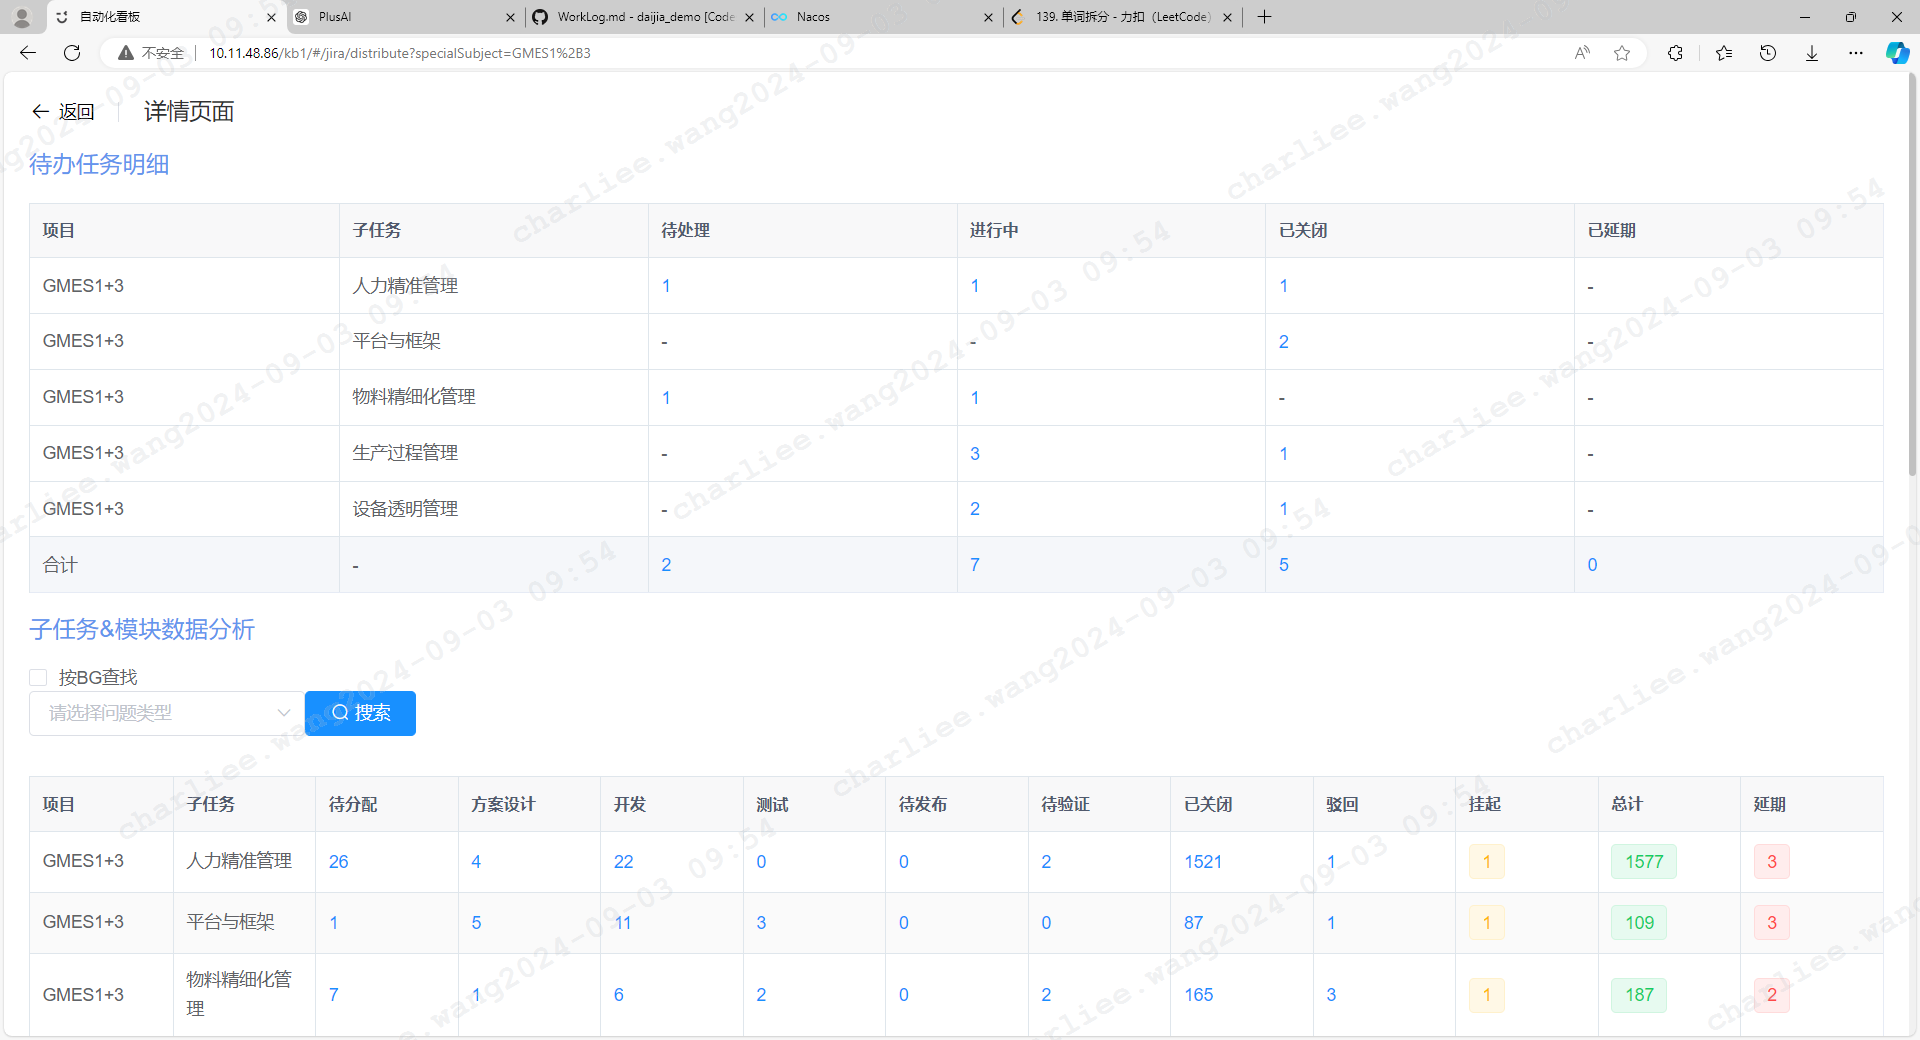 自动化看板
PlusAI
WorkLog.md - daijia_demo [Code
Nacos
139. 单词拆分 - 力扣（LeetCode）
不安全
10.11.48.86/kb1/#/jira/distribute?specialSubject=GMES1%2B3
返回 详情页面
待办任务明细
项目 子任务 待处理 进行中 已关闭 已延期
GMES1+3 人力精准管理 1 1 1 -
GMES1+3 平台与框架 - - 2 -
GMES1+3 物料精细化管理 1 1 - -
GMES1+3 生产过程管理 - 3 1 -
GMES1+3 设备透明管理 - 2 1 -
合计 - 2 7 5 0
子任务&模块数据分析
按BG查找
请选择问题类型 搜索
项目 子任务 待分配 方案设计 开发 测试 待发布 待验证 已关闭 驳回 挂起 总计 延期
GMES1+3 人力精准管理 26 4 22 0 0 2 1521 1 1 1577 3
GMES1+3 平台与框架 1 5 11 3 0 0 87 1 1 109 3
GMES1+3 物料精细化管理 7 1 6 2 0 2 165 3 1 187 2
charliee.wang2024-09-03 09:54